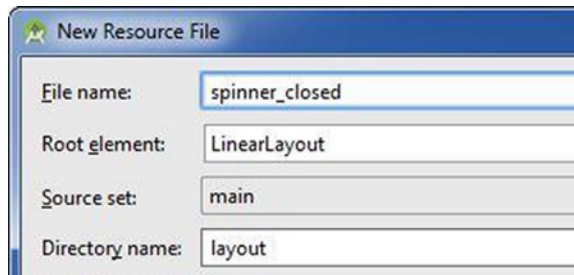 New Resource File
File name: spinner_closed
Root element: LinearLayout
Source set: main
Directory name: layout